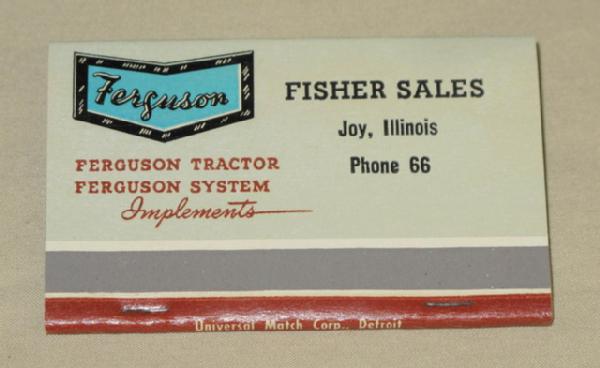 Ferguson
FISHER SALES
Joy, Illinois
Phone 66
FERGUSON TRACTOR
FERGUSON SYSTEM
Implements
Universal Match Corp., Detroit